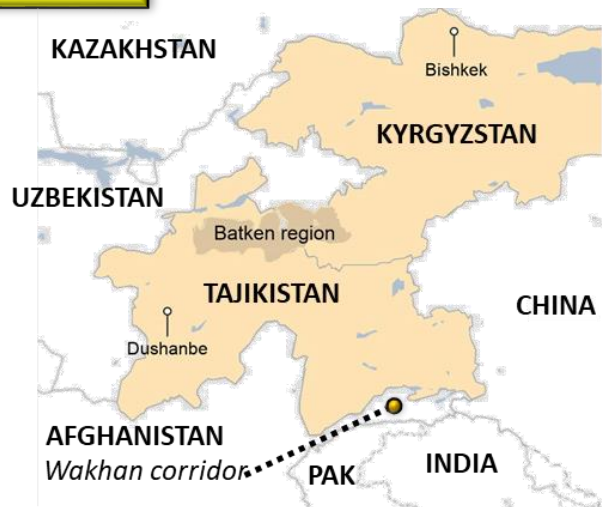 KAZAKHSTAN
Bishkek
KYRGYZSTAN
UZBEKISTAN
Batken region
TAJIKISTAN
CHINA
Dushanbe
AFGHANISTAN
Wakhan corridor
PAK
INDIA